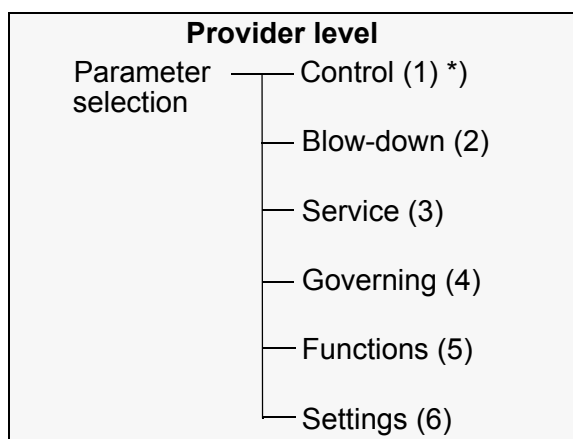 Provider level
Parameter selection
Control (1) *)
Blow-down (2)
Service (3)
Governing (4)
Functions (5)
Settings (6)